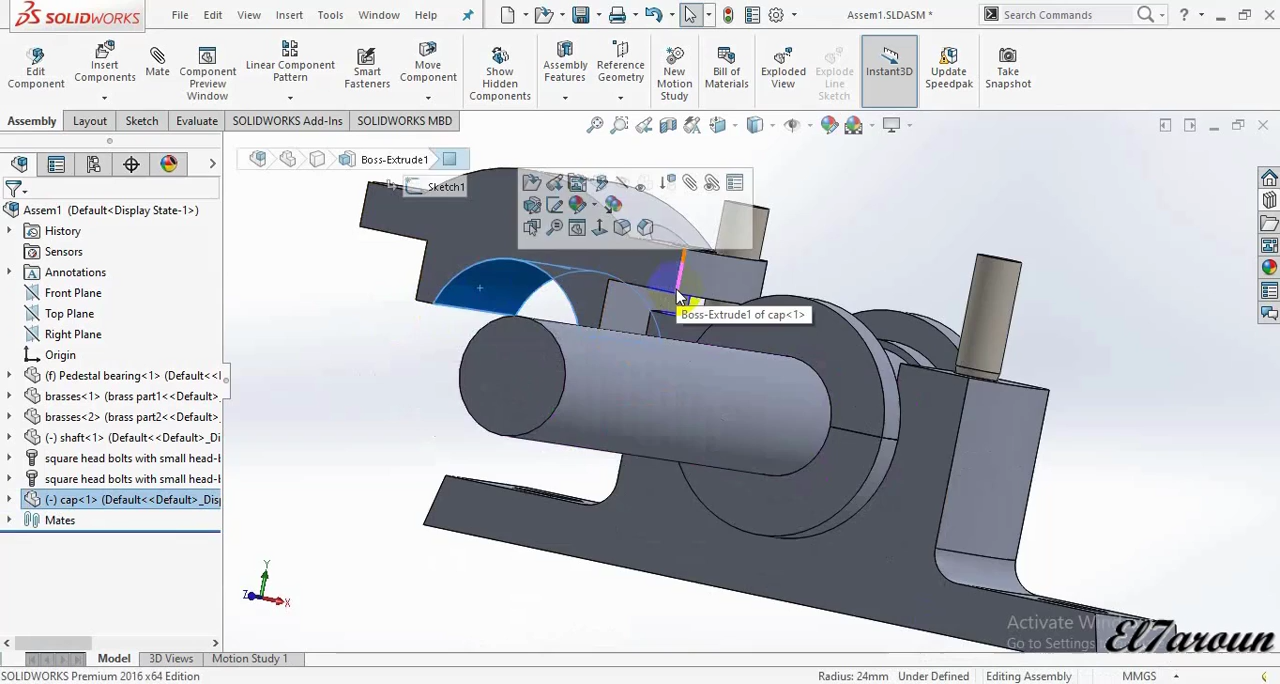 SOLIDWORKS
File Edit View Insert Tools Window Help
Assem1.SLDASM *
Search Commands
?
Edit Component
Insert Components
Mate
Component Preview Window
Linear Component Pattern
Smart Fasteners
Move Component
Show Hidden Components
Assembly Features
Reference Geometry
New Motion Study
Bill of Materials
Exploded View
Explode Line Sketch
Instant3D
Update Speedpak
Take Snapshot
Assembly Layout Sketch Evaluate SOLIDWORKS Add-Ins SOLIDWORKS MBD
Boss-Extrude1
Sketch1
Assem1 (Default<Display State-1>)
History
Sensors
Annotations
Front Plane
Top Plane
Right Plane
Origin
(f) Pedestal bearing<1> (Default<<
brasses<1> (brass part1<<Default>
brasses<2> (brass part2<<Default>
(-) shaft<1> (Default<<Default>_Di
square head bolts with small head-
square head bolts with small head-
(-) cap<1> (Default<<Default>_Dis
Mates
Boss-Extrude1 of cap<1>
Y
Z
X
Activate Win
Go to Settings
El7aroun
Model 3D Views Motion Study 1
SOLIDWORKS Premium 2016 x64 Edition
Radius: 24mm Under Defined Editing Assembly MMGS